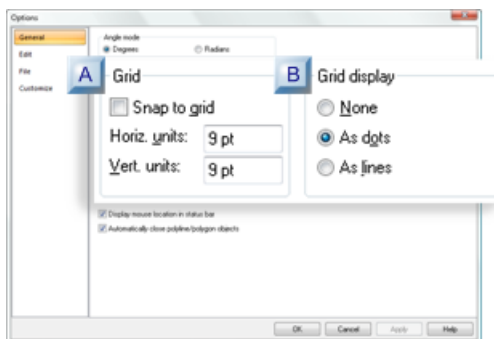 Options
General
Edit
File
Customize
Angle mode
Degrees
Radians
A
Grid
Snap to grid
Horiz. units: 9 pt
Vert. units: 9 pt
B
Grid display
None
As dots
As lines
Display mouse location in status bar
Automatically close polyline/polygon objects
OK
Cancel
Apply
Help